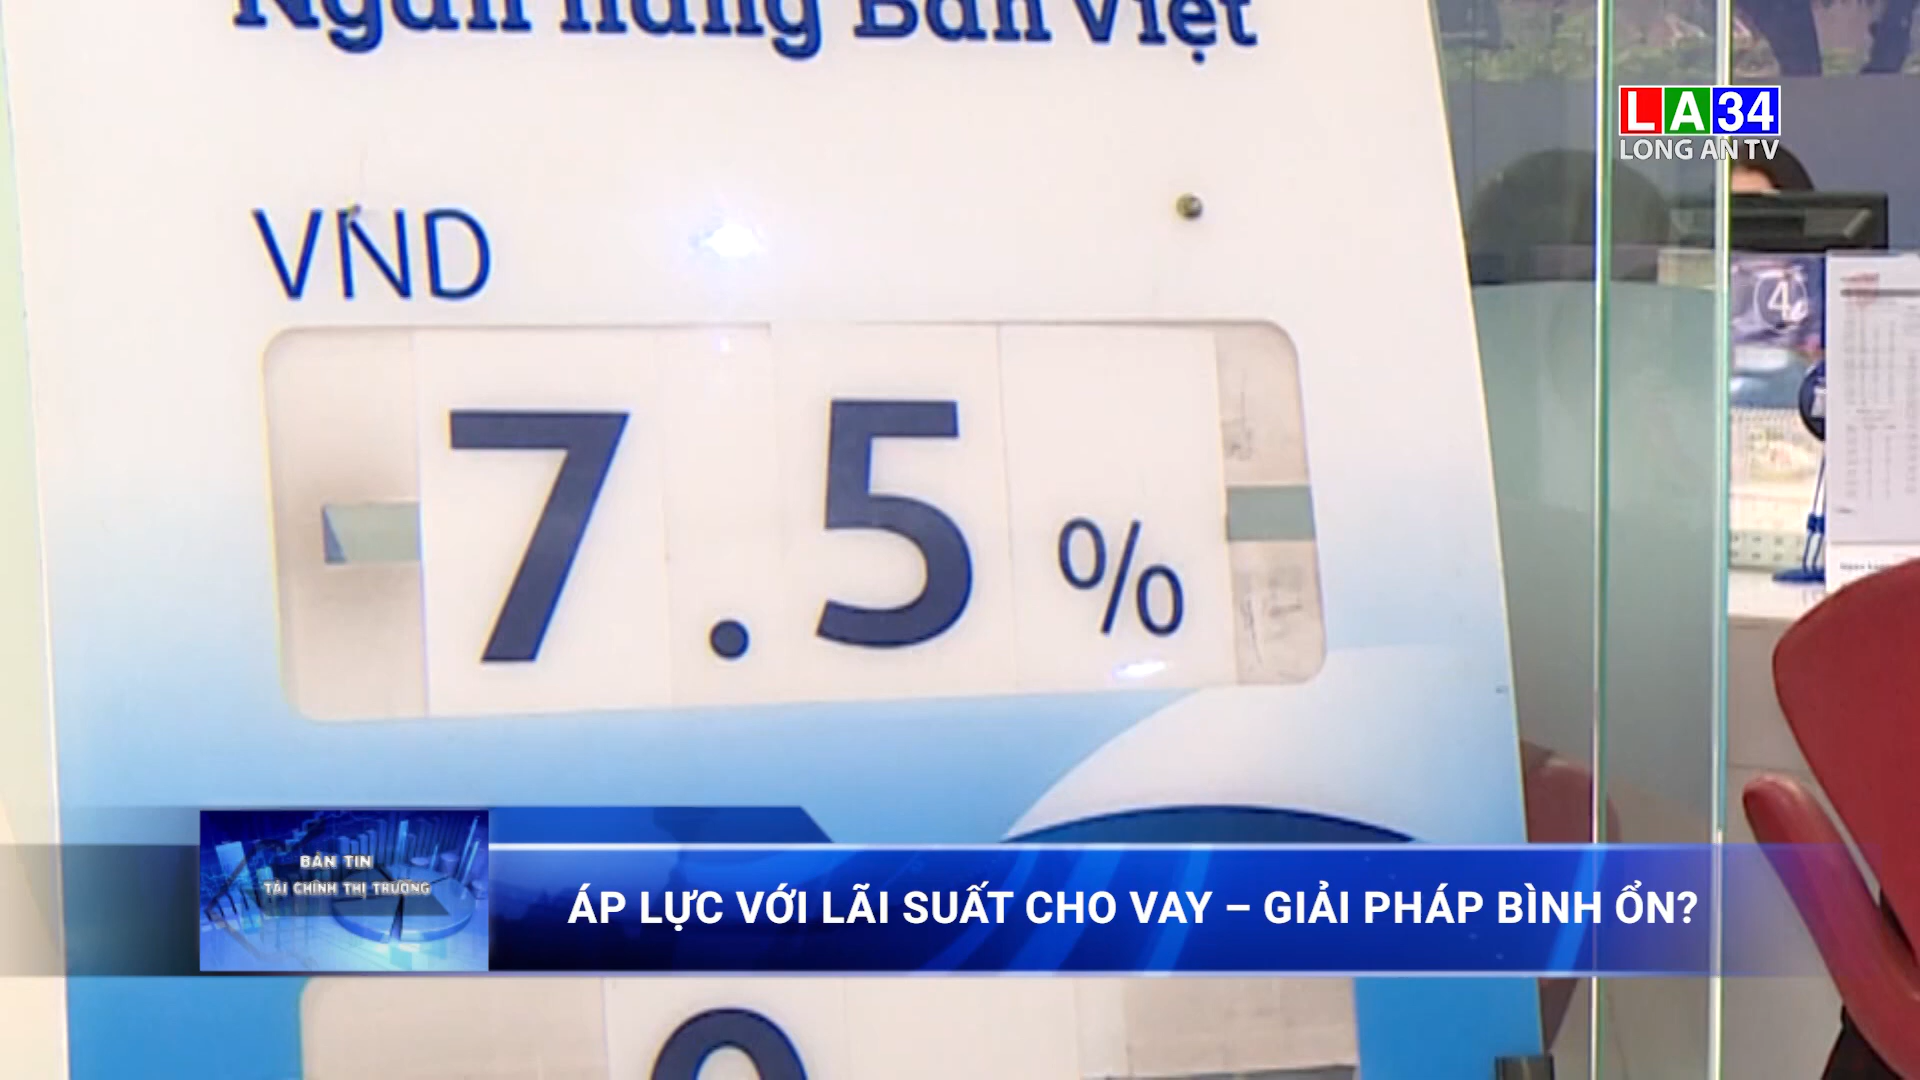 Ngân hàng Bản Việt
LA34
LONG AN TV
VND
4
7.5%
BẢN TIN
TÀI CHÍNH THỊ TRƯỜNG
ÁP LỰC VỚI LÃI SUẤT CHO VAY – GIẢI PHÁP BÌNH ỔN?